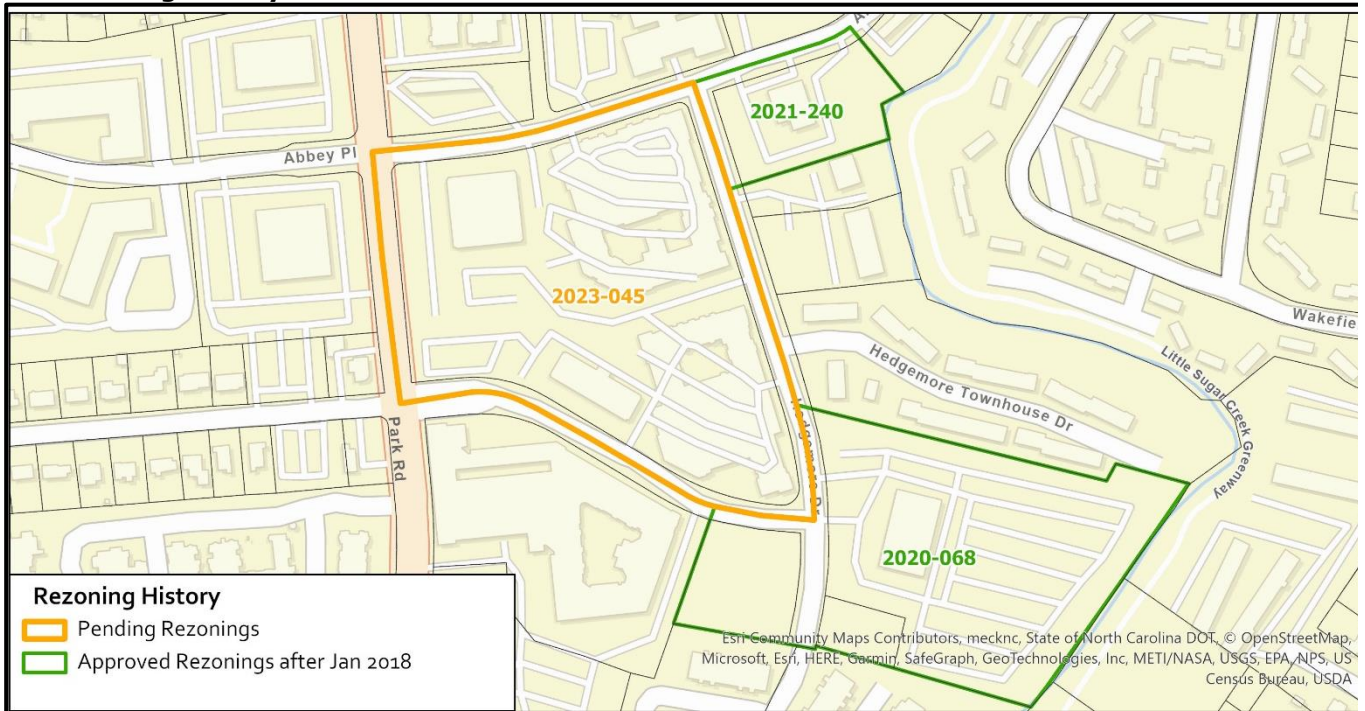 2021-240
Abbey Pl
2023-045
Wakefie
Little Sugar Creek Greenway
Hedgemore Townhouse Dr
Park Rd
Hedgemore Dr
2020-068
Rezoning History
Pending Rezonings
Approved Rezonings after Jan 2018
Esri Community Maps Contributors, mecknc, State of North Carolina DOT, © OpenStreetMap,
Microsoft, Esri, HERE, Garmin, SafeGraph, GeoTechnologies, Inc, METI/NASA, USGS, EPA, NPS, US
Census Bureau, USDA